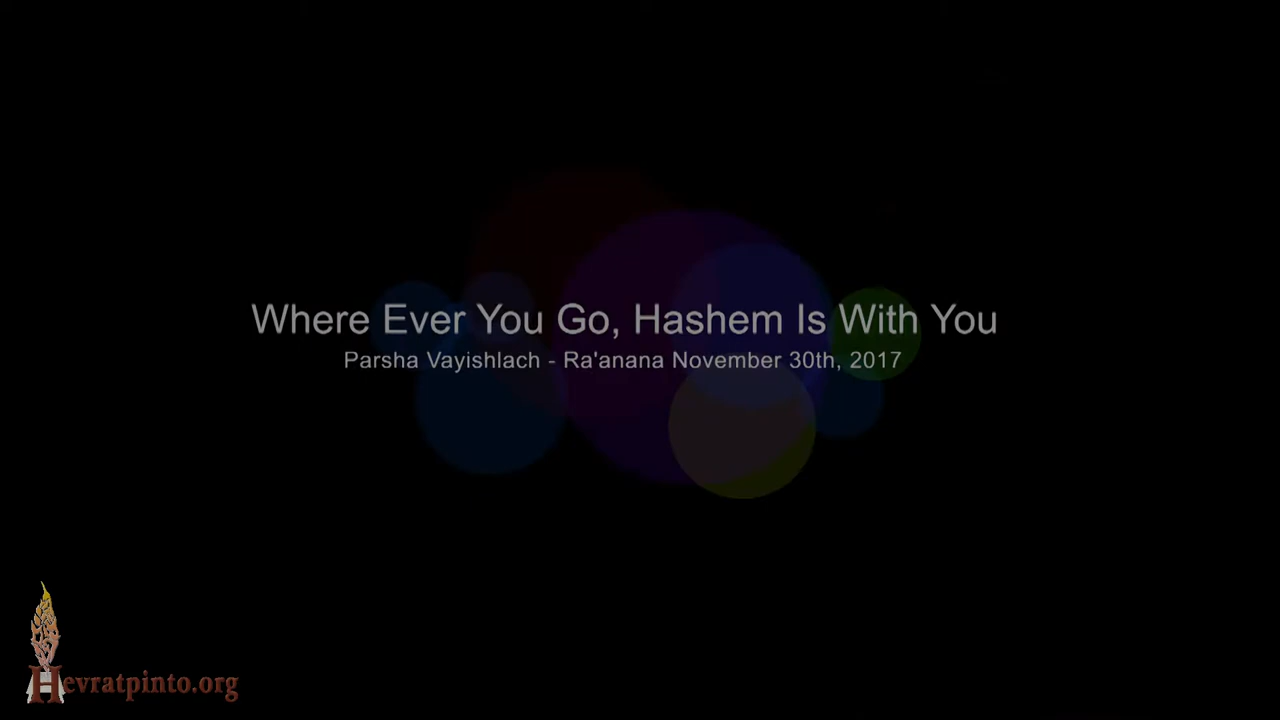 Where Ever You Go, Hashem Is With You
Parsha Vayishlach - Ra'anana November 30th, 2017
Hevratpinto.org